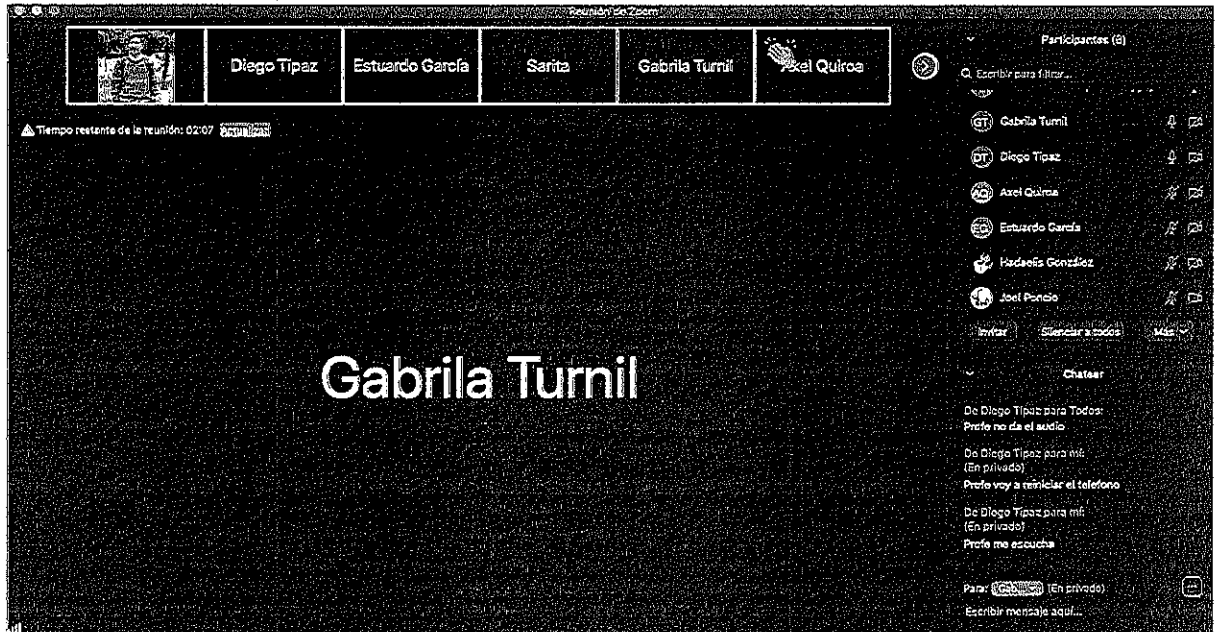 Reunión de Zoom
Diego Tipaz
Estuardo García
Sarita
Gabrila Turnil
Axel Quiroa
Tiempo restante de la reunión: 02:07
Gabrila Turnil
Participantes
Escribir para filtrar...
GT Gabrila Turnil
DT Diego Tipaz
AQ Axel Quiroa
EG Estuardo García
González
Joel Poncio
Invitar Silenciar a todos Más
Chatear
De Diego Tipaz para Todos:
Profe no da el audio
De Diego Tipaz para mí:
(En privado)
Profe voy a reiniciar el telefono
De Diego Tipaz para mí:
(En privado)
Profe me escucha
Para: (En privado)
Escribir mensaje aquí...